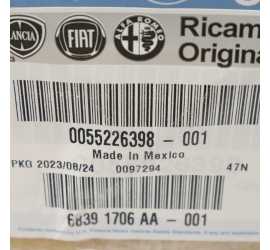 LANCIA FIAT ALFA ROMEO
Ricam
Origina
0055226398 - 001
Made in Mexico
PKG 2023/08/24 0097294 47N
6839 1706 AA - 001